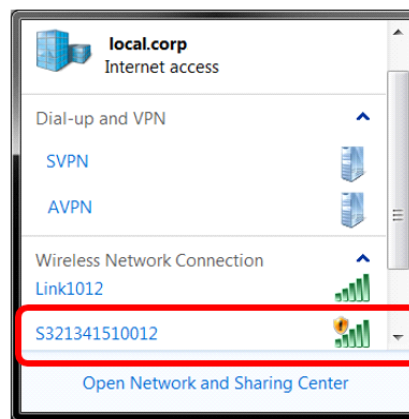 local.corp
Internet access
Dial-up and VPN
SVPN
AVPN
Wireless Network Connection
Link1012
S321341510012
Open Network and Sharing Center